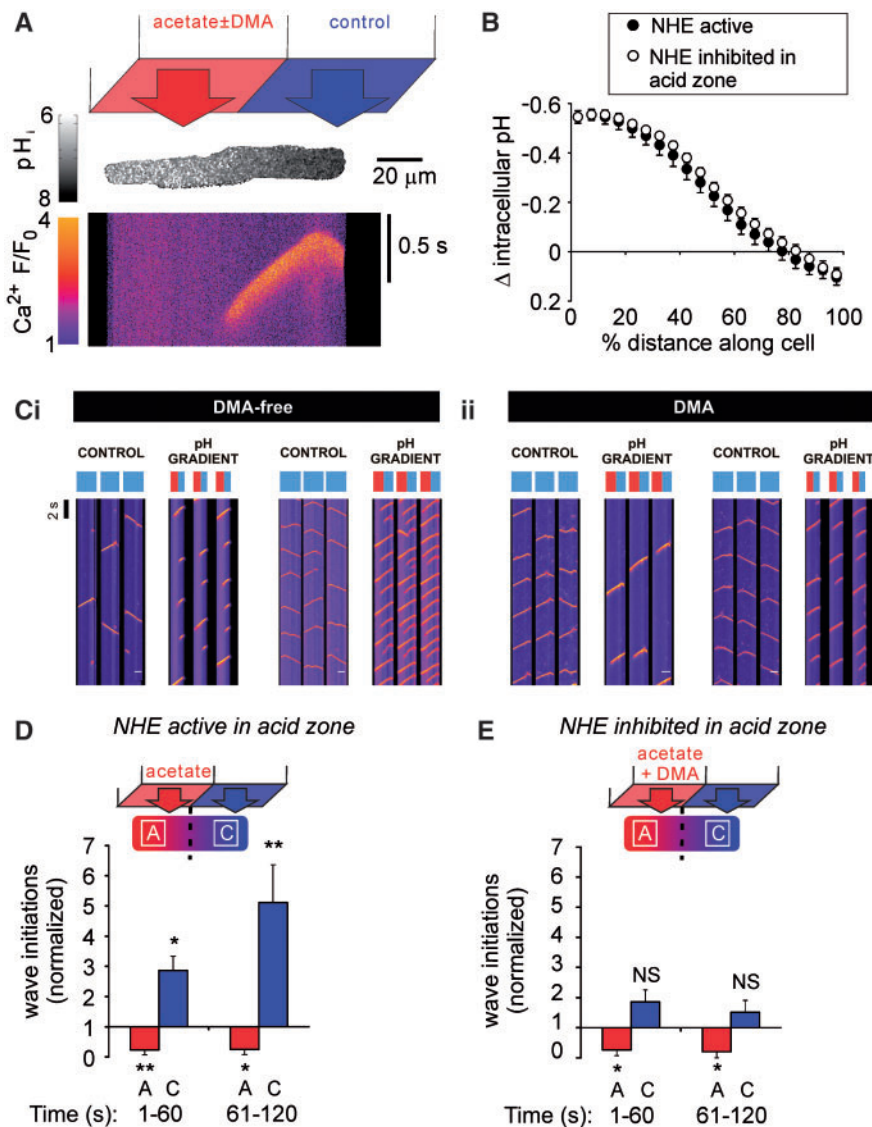 A
acetate±DMA
control
6
8
pHi
20 μm
4
1
Ca2+ F/F0
0.5 s
B
NHE active
NHE inhibited in
acid zone
-0.6
-0.4
-0.2
0
0.2
Δ intracellular pH
0 20 40 60 80 100
% distance along cell
Ci
DMA-free
CONTROL
pH
GRADIENT
CONTROL
pH
GRADIENT
2 s
ii
DMA
CONTROL
pH
GRADIENT
CONTROL
pH
GRADIENT
D
NHE active in acid zone
acetate
A C
7
6
5
4
3
2
1
0
wave initiations
(normalized)
*
**
**
*
A C A C
Time (s): 1-60 61-120
E
NHE inhibited in acid zone
acetate
+ DMA
A C
7
6
5
4
3
2
1
0
wave initiations
(normalized)
NS NS
* *
A C A C
Time (s): 1-60 61-120